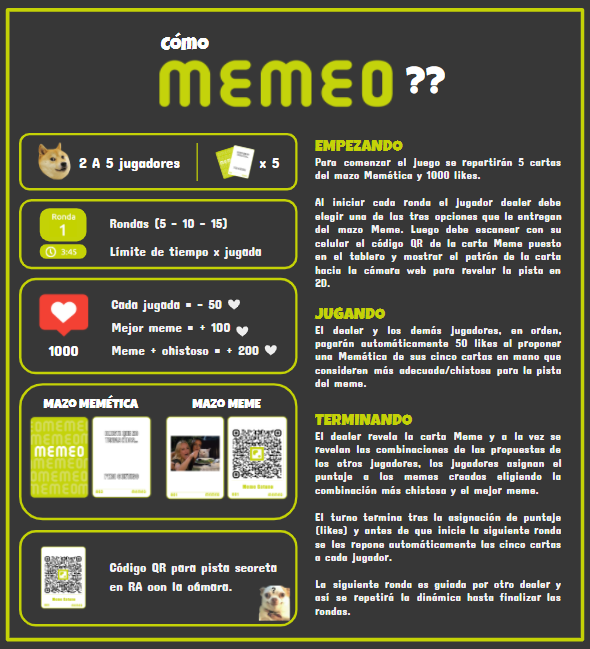 cómo
MEMEO ??
2 A 5 jugadores
x 5
Ronda
1
3:45
Rondas (5 - 10 - 15)
Límite de tiempo x jugada
1000
Cada jugada = - 50
Mejor meme = + 100
Meme + chistoso = + 200
MAZO MEMÉTICA
MAZO MEME
MEMEO
Código QR para pista secreta
en RA con la cámara.
?
EMPEZANDO
Para comenzar el juego se repartirán 5 cartas
del mazo Memética y 1000 likes.
Al iniciar cada ronda el jugador dealer debe
elegir una de las tres opciones que le entregan
del mazo Meme. Luego debe escanear con su
celular el código QR de la carta Meme puesto
en el tablero y mostrar el patrón de la carta
hacia la cámara web para revelar la pista en
2D.
JUGANDO
El dealer y los demás jugadores, en orden,
pagarán automáticamente 50 likes al proponer
una Memética de sus cinco cartas en mano que
consideren más adecuada/chistosa para la pista
del meme.
TERMINANDO
El dealer revela la carta Meme y a la vez se
revelan las combinaciones de las propuestas de
los otros jugadores, los jugadores asignan el
puntaje a los memes creados eligiendo la
combinación más chistosa y el mejor meme.
El turno termina tras la asignación de puntaje
(likes) y antes de que inicie la siguiente ronda
se les repone automáticamente las cinco cartas
a cada jugador.
La siguiente ronda es guiada por otro dealer y
así se repetirá la dinámica hasta finalizar las
rondas.